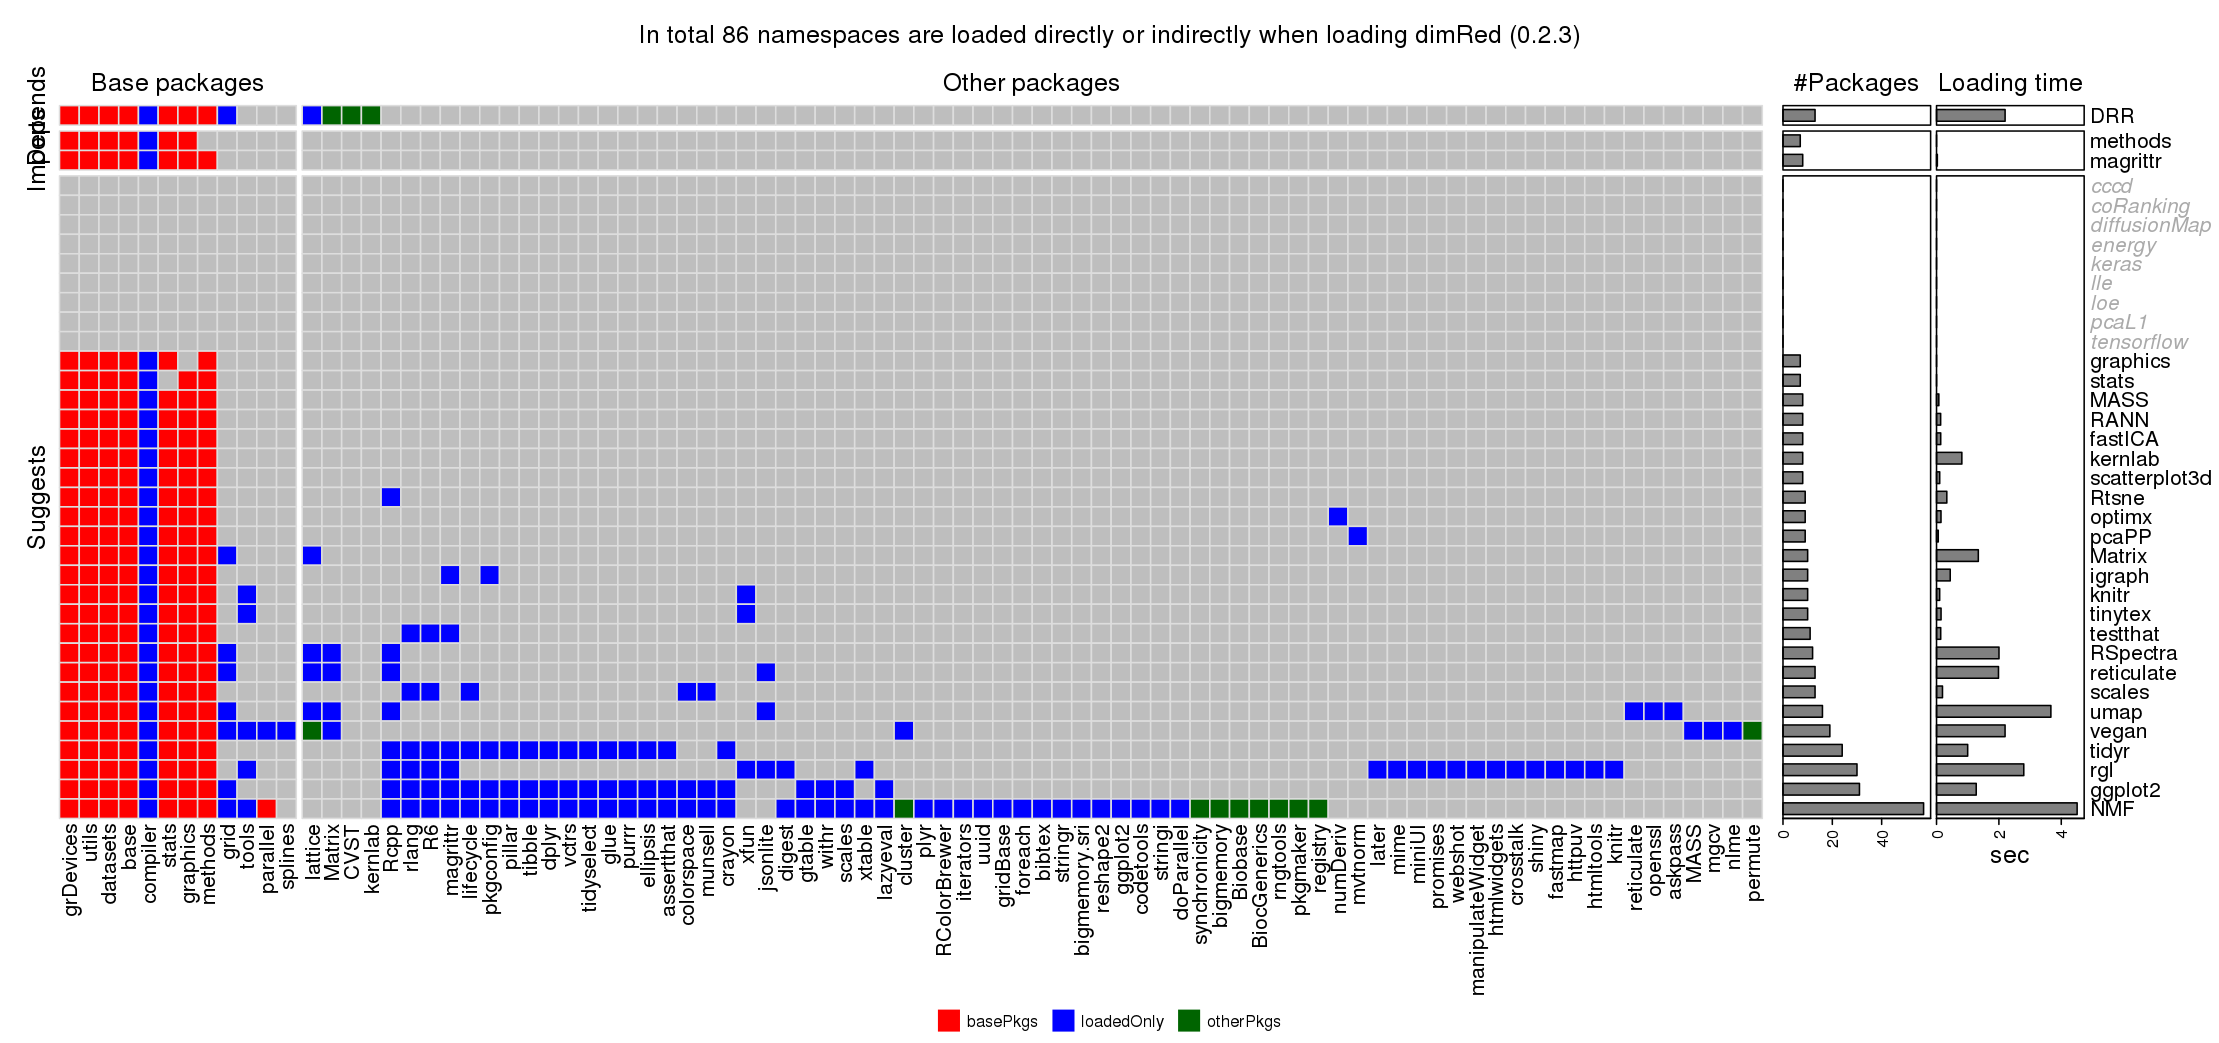 In total 86 namespaces are loaded directly or indirectly when loading dimRed (0.2.3)
Base packages
Other packages
#Packages
Loading time
Depends
Imports
Suggests
DRR
methods
magrittr
cccd
coRanking
diffusionMap
energy
keras
lle
loe
pcaL1
tensorflow
graphics
stats
MASS
RANN
fastICA
kernlab
scatterplot3d
Rtsne
optimx
pcaPP
Matrix
igraph
knitr
tinytex
testthat
RSpectra
reticulate
scales
umap
vegan
tidyr
rgl
ggplot2
NMF
grDevices
utils
datasets
base
compiler
stats
graphics
methods
grid
tools
parallel
splines
lattice
Matrix
CVST
kernlab
Rcpp
rlang
R6
magrittr
lifecycle
pkgconfig
pillar
tibble
dplyr
vctrs
tidyselect
glue
purrr
ellipsis
assertthat
colorspace
munsell
crayon
xfun
jsonlite
digest
gtable
withr
scales
xtable
lazyeval
cluster
plyr
RColorBrewer
iterators
uuid
gridBase
foreach
bibtex
stringr
bigmemory.sri
reshape2
ggplot2
codetools
stringi
doParallel
synchronicity
bigmemory
Biobase
BiocGenerics
rngtools
pkgmaker
registry
numDeriv
mvtnorm
later
mime
miniUI
promises
webshot
manipulateWidget
htmlwidgets
crosstalk
shiny
fastmap
httpuv
htmltools
knitr
reticulate
openssl
askpass
MASS
mgcv
nlme
permute
0
20
40
0
2
4
sec
basePkgs
loadedOnly
otherPkgs